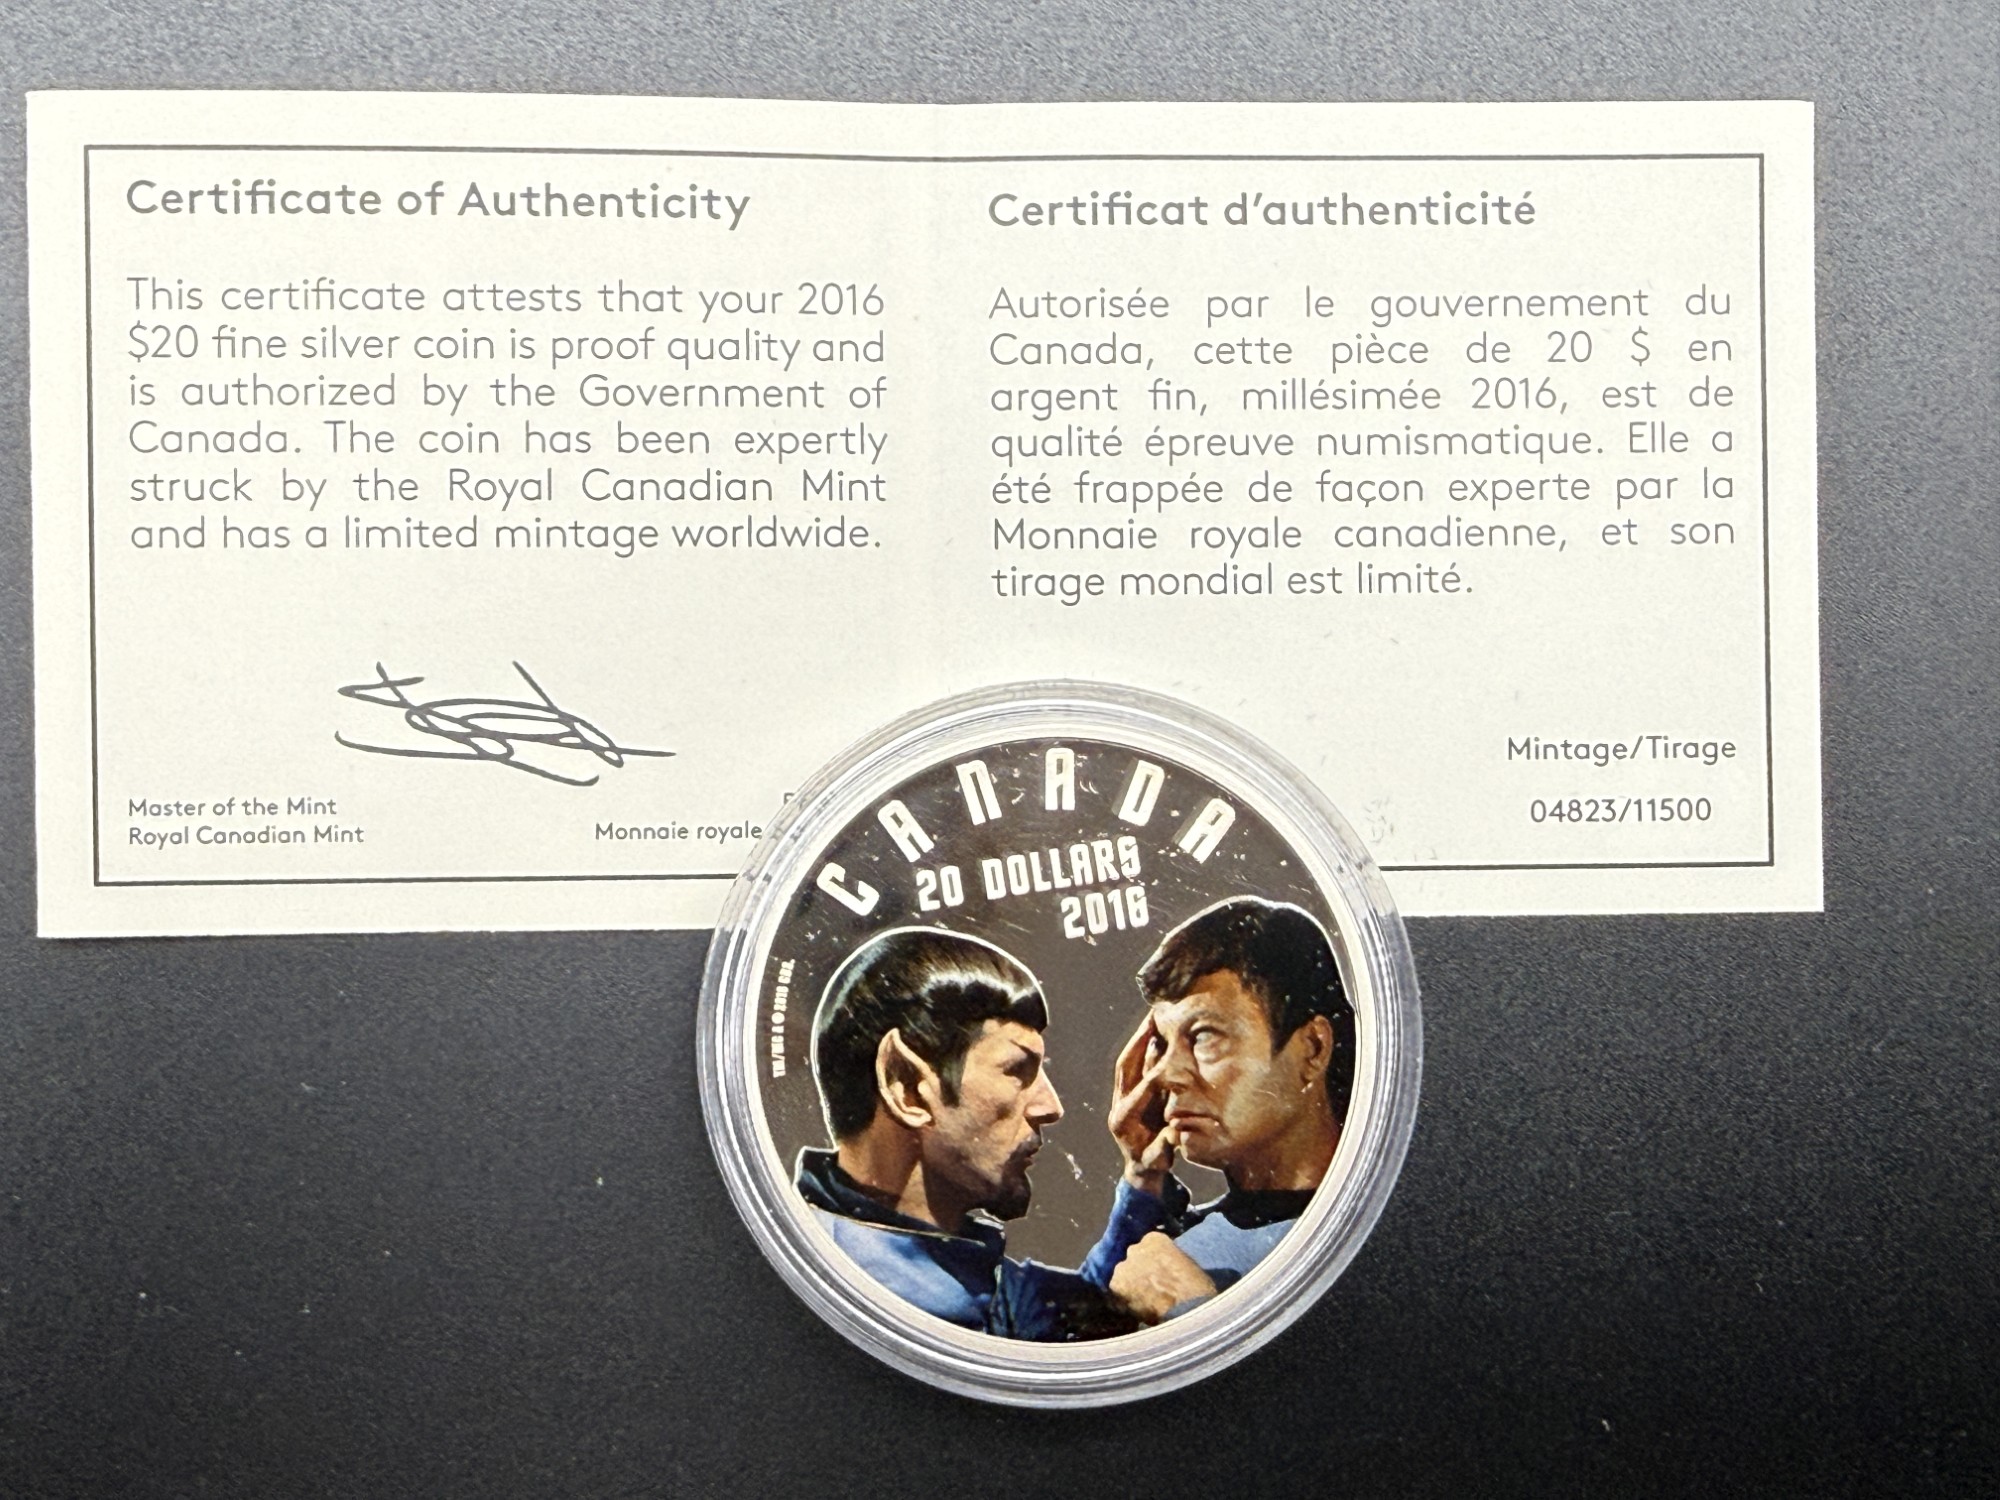 Certificate of Authenticity
This certificate attests that your 2016
$20 fine silver coin is proof quality and
is authorized by the Government of
Canada. The coin has been expertly
struck by the Royal Canadian Mint
and has a limited mintage worldwide.
Master of the Mint
Royal Canadian Mint
Monnaie royale
Certificat d'authenticité
Autorisée par le gouvernement du
Canada, cette pièce de 20 $ en
argent fin, millésimée 2016, est de
qualité épreuve numismatique. Elle a
été frappée de façon experte par la
Monnaie royale canadienne, et son
tirage mondial est limité.
Mintage/Tirage
04823/11500
CANADA
20 DOLLARS
2016
TM/MC & © 2016 CBS.